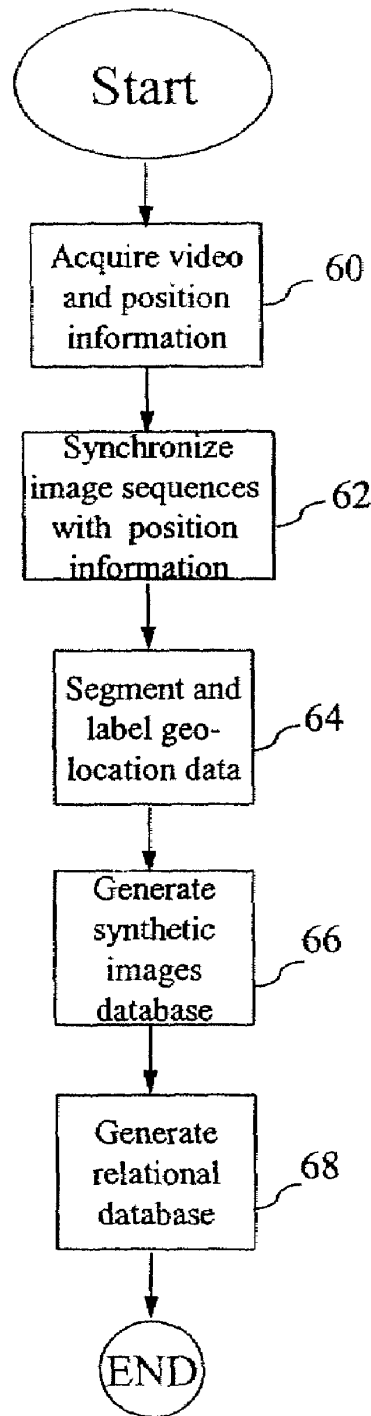 Start
Acquire video
and position
information
60
Synchronize
image sequences
with position
information
62
Segment and
label geo-
location data
64
Generate
synthetic
images
database
66
Generate
relational
database
68
END